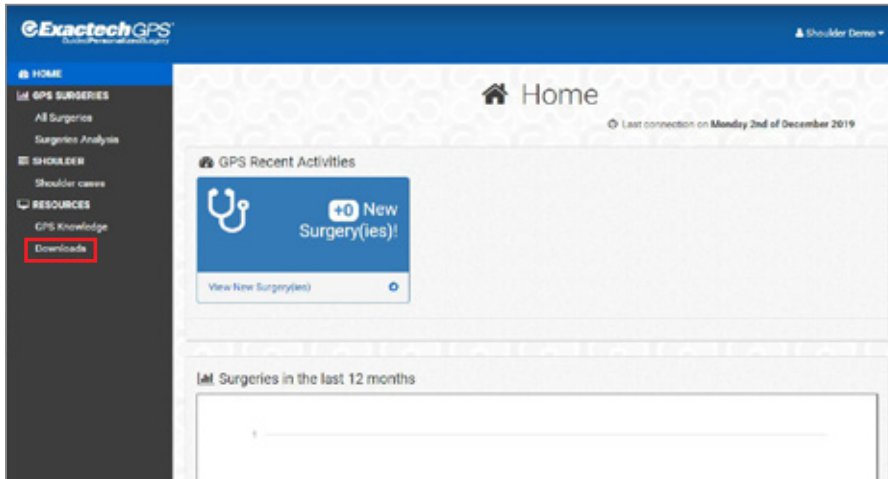 ExactechGPS®
Guided Personalized Surgery
Shoulder Demo
HOME
GPS SURGERIES
All Surgeries
Surgeries Analysis
SHOULDER
Shoulder cases
RESOURCES
GPS Knowledge
Downloads
Home
Last connection on Monday 2nd of December 2019
GPS Recent Activities
+0 New
Surgery(ies)!
View New Surgery(ies)
Surgeries in the last 12 months